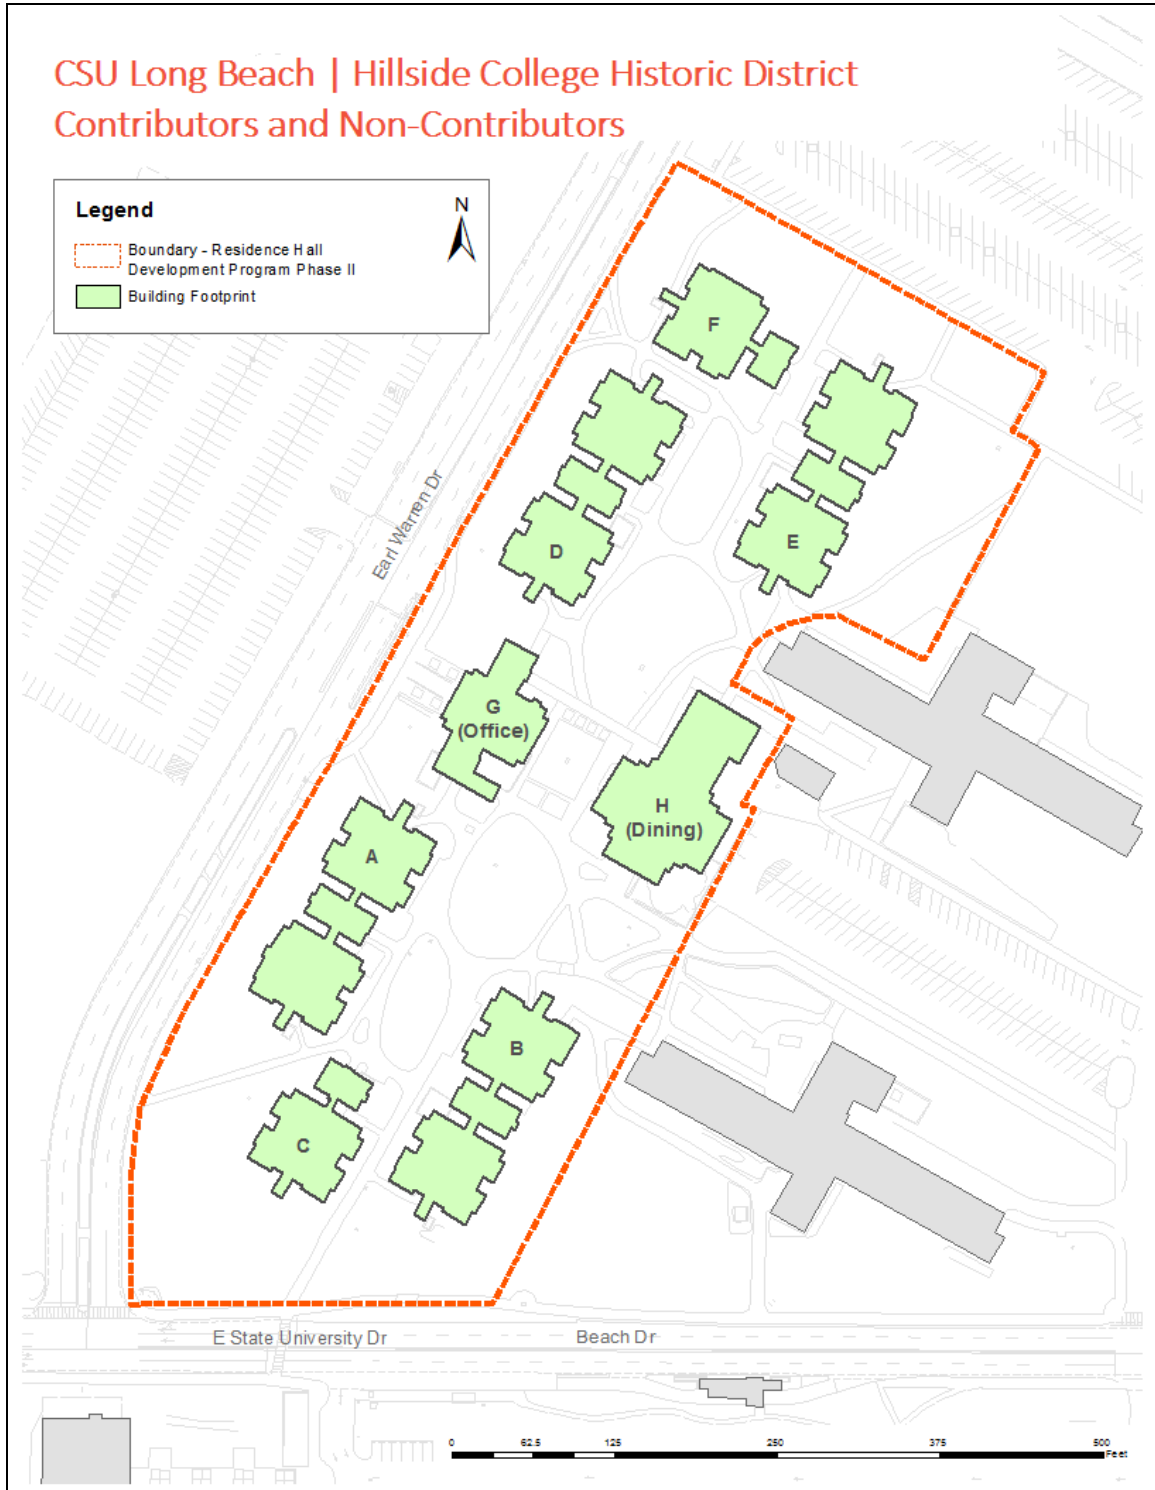 CSU Long Beach | Hillside College Historic District
Contributors and Non-Contributors
Legend
N
Boundary - Residence Hall
Development Program Phase II
Building Footprint
F
D
E
Earl Warren Dr
G
(Office)
H
(Dining)
A
B
C
E State University Dr
Beach Dr
0 62.5 125 250 375 500
Feet